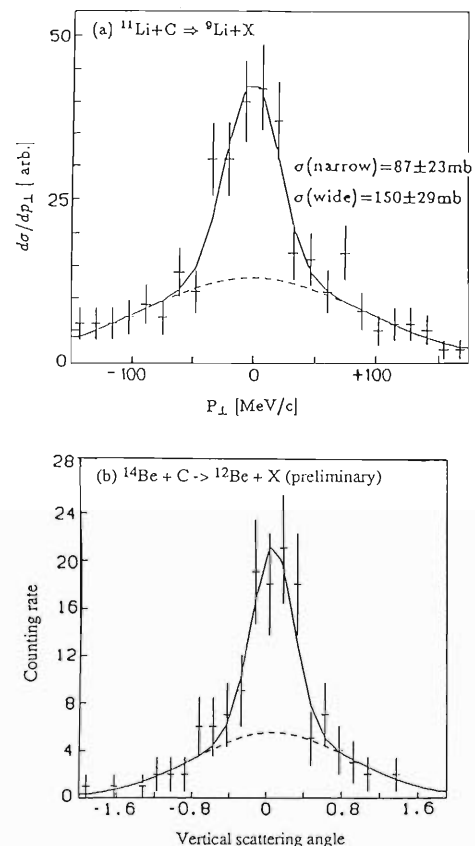 (a) ¹¹Li+C ⇒ ⁹Li+X
50
25
0
dσ/dp⊥ [ arb.]
σ(narrow)=87±23mb
σ(wide)=150±29mb
-100 0 +100
P⊥ [MeV/c]
(b) ¹⁴Be + C -> ¹²Be + X (preliminary)
28
24
20
16
12
8
4
0
Counting rate
-1.6 -0.8 0 0.8 1.6
Vertical scattering angle